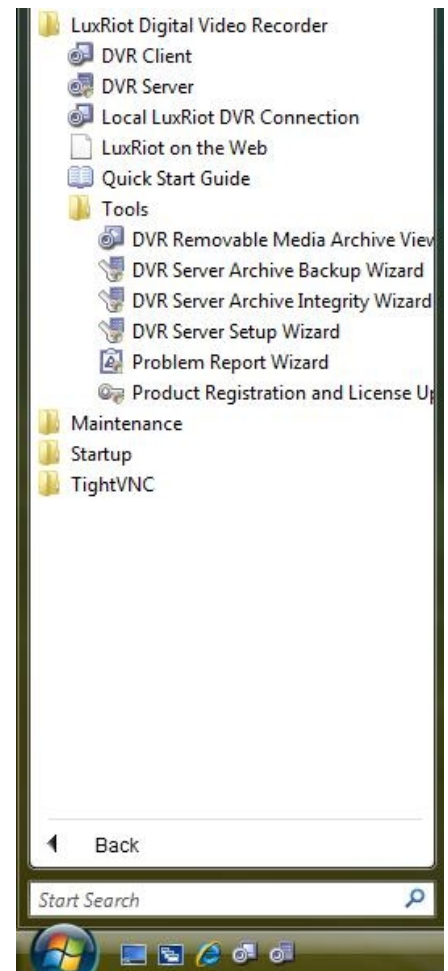 LuxRiot Digital Video Recorder
DVR Client
DVR Server
Local LuxRiot DVR Connection
LuxRiot on the Web
Quick Start Guide
Tools
DVR Removable Media Archive View
DVR Server Archive Backup Wizard
DVR Server Archive Integrity Wizard
DVR Server Setup Wizard
Problem Report Wizard
Product Registration and License Up
Maintenance
Startup
TightVNC
Back
Start Search